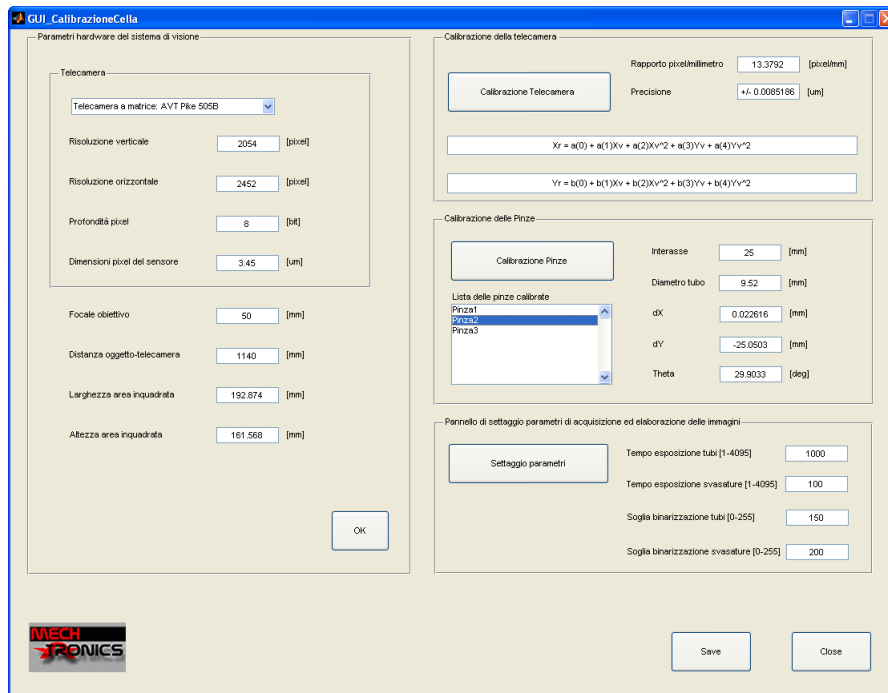 GUI_CalibrazioneCella
Parametri hardware del sistema di visione
Telecamera
Telecamera a matrice: AVT Pike 505B
Risoluzione verticale 2054 [pixel]
Risoluzione orizzontale 2452 [pixel]
Profondità pixel 8 [bit]
Dimensioni pixel del sensore 3.45 [um]
Focale obiettivo 50 [mm]
Distanza oggetto-telecamera 1140 [mm]
Larghezza area inquadrata 192.874 [mm]
Altezza area inquadrata 161.568 [mm]
OK
Calibrazione della telecamera
Calibrazione Telecamera
Rapporto pixel/millimetro 13.3792 [pixel/mm]
Precisione +/- 0.0085186 [um]
Xr = a(0) + a(1)Xv + a(2)Xv^2 + a(3)Yv + a(4)Yv^2
Yr = b(0) + b(1)Xv + b(2)Xv^2 + b(3)Yv + b(4)Yv^2
Calibrazione delle Pinze
Calibrazione Pinze
Lista delle pinze calibrate
Pinza1
Pinza2
Pinza3
Interasse 25 [mm]
Diametro tubo 9.52 [mm]
dX 0.022616 [mm]
dY -25.0503 [mm]
Theta 29.9033 [deg]
Pannello di settaggio parametri di acquisizione ed elaborazione delle immagini
Settaggio parametri
Tempo esposizione tubi [1-4095] 1000
Tempo esposizione svasature [1-4095] 100
Soglia binarizzazione tubi [0-255] 150
Soglia binarizzazione svasature [0-255] 200
MECH
TRONICS
Save
Close